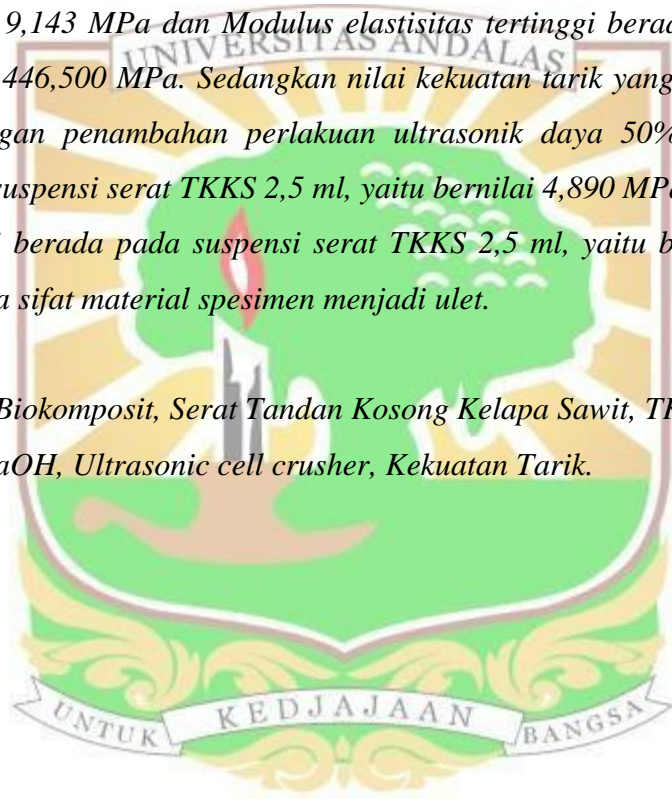 9,143 MPa dan Modulus elastisitas tertinggi berad
UNIVERSITAS ANDALAS
446,500 MPa. Sedangkan nilai kekuatan tarik yang
gan penambahan perlakuan ultrasonik daya 50%
suspensi serat TKKS 2,5 ml, yaitu bernilai 4,890 MPa
i berada pada suspensi serat TKKS 2,5 ml, yaitu b
a sifat material spesimen menjadi ulet.
Biokomposit, Serat Tandan Kosong Kelapa Sawit, TI
aOH, Ultrasonic cell crusher, Kekuatan Tarik.
UNTUK KEDJAJAAN BANGSA